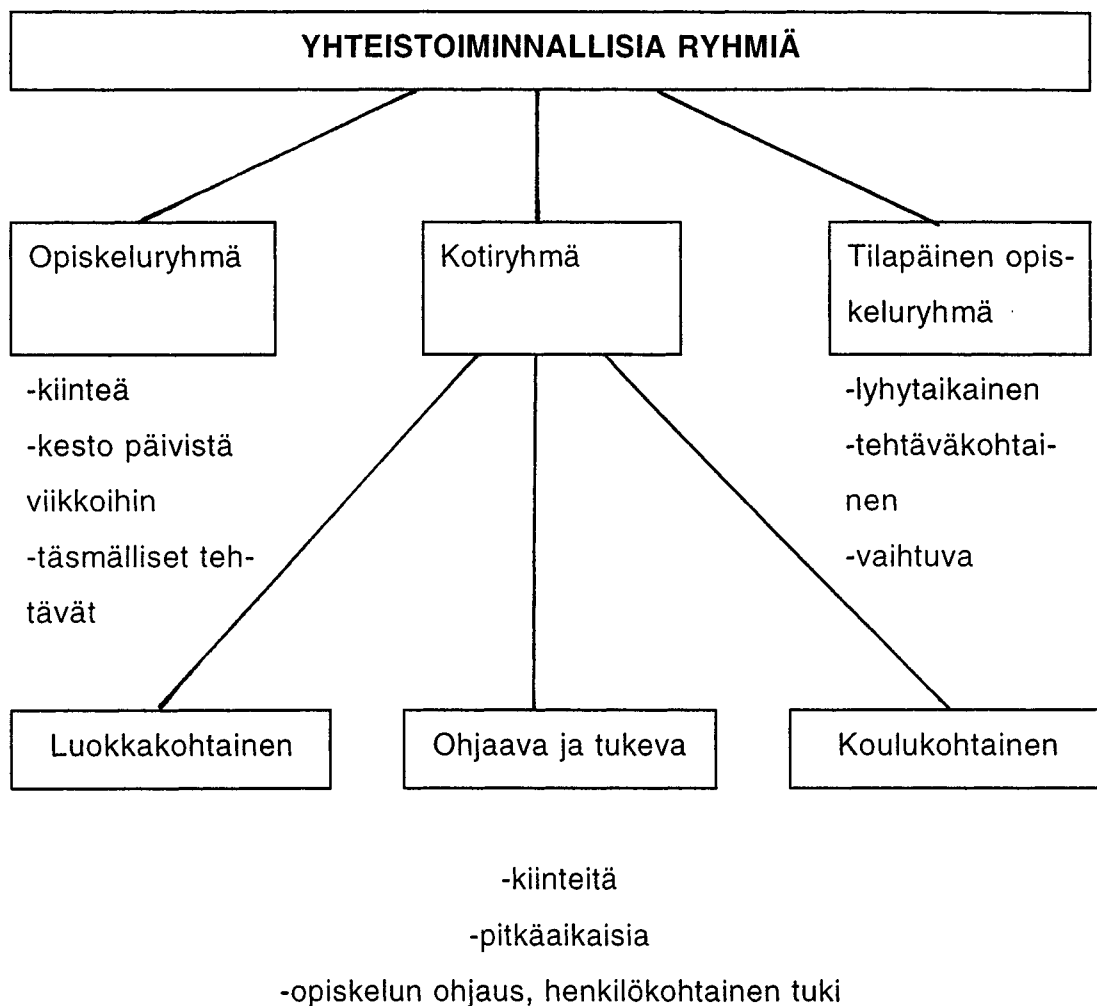 YHTEISTOIMINNALLISIA RYHMIÄ
Opiskeluryhmä
Kotiryhmä
Tilapäinen opis-
keluryhmä
-kiinteä
-kesto päivistä
viikkoihin
-täsmälliset teh-
tävät
-lyhytaikainen
-tehtäväkohtai-
nen
-vaihtuva
Luokkakohtainen
Ohjaava ja tukeva
Koulukohtainen
-kiinteitä
-pitkäaikaisia
-opiskelun ohjaus, henkilökohtainen tuki